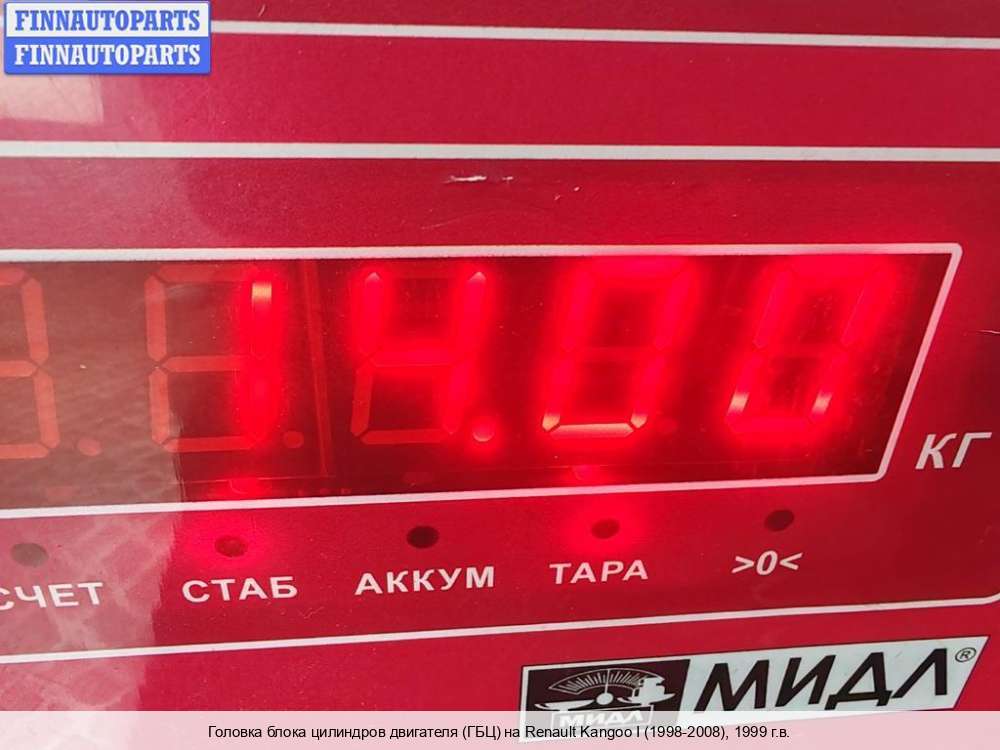 FINNAUTOPARTS
FINNAUTOPARTS
14.00
КГ
СЧЕТ СТАБ АККУМ ТАРА >0<
МИДЛ МИДЛ®
Головка блока цилиндров двигателя (ГБЦ) на Renault Kangoo I (1998-2008), 1999 г.в.